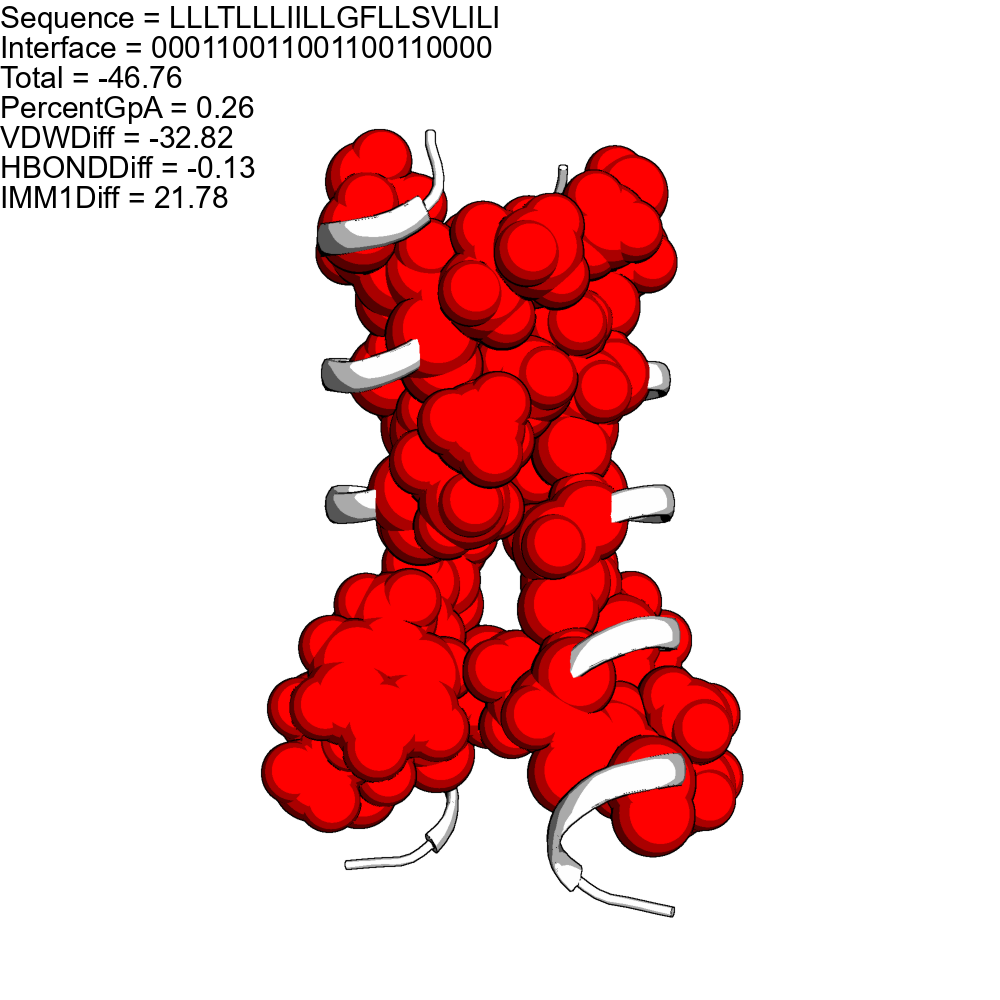 Sequence = LLLTLLLIILLGFLLSVLILI
Interface = 000110011001100110000
Total = -46.76
PercentGpA = 0.26
VDWDiff = -32.82
HBONDDiff = -0.13
IMM1Diff = 21.78